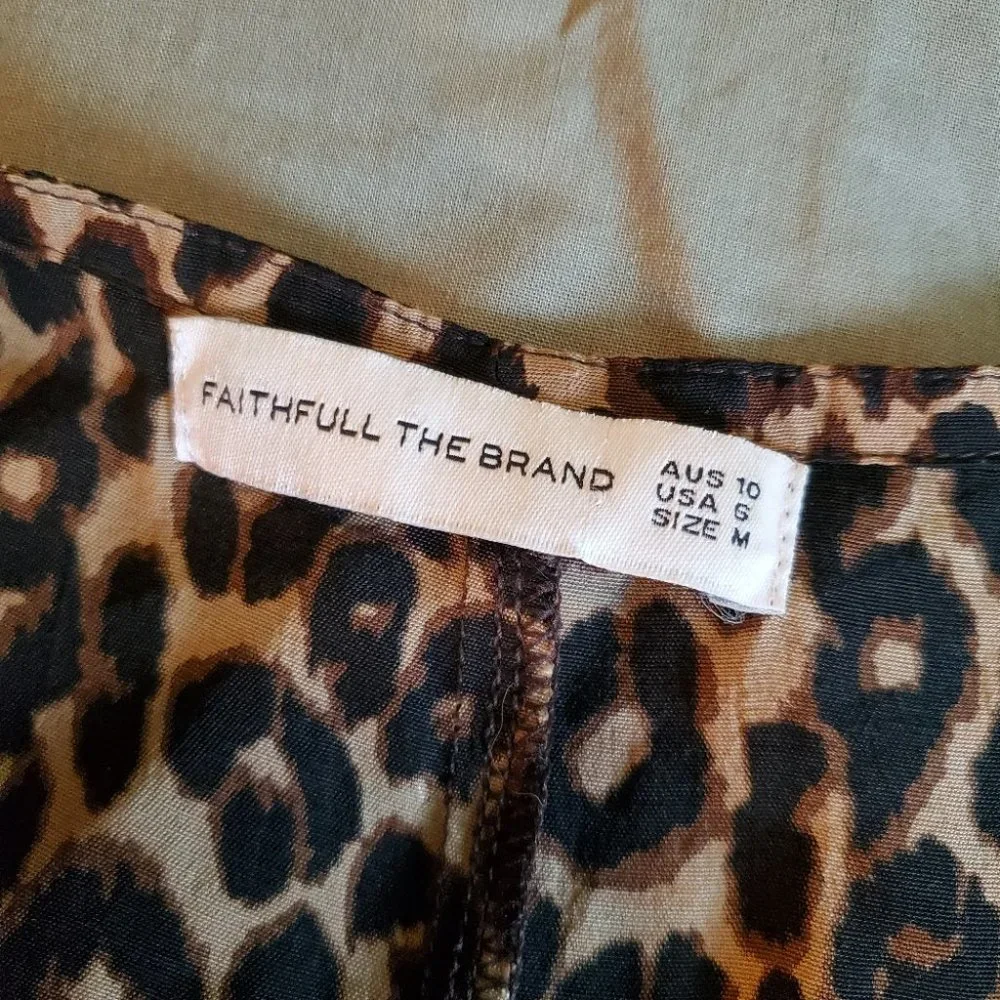 FAITHFULL THE BRAND
AUS 10
USA 6
SIZE M